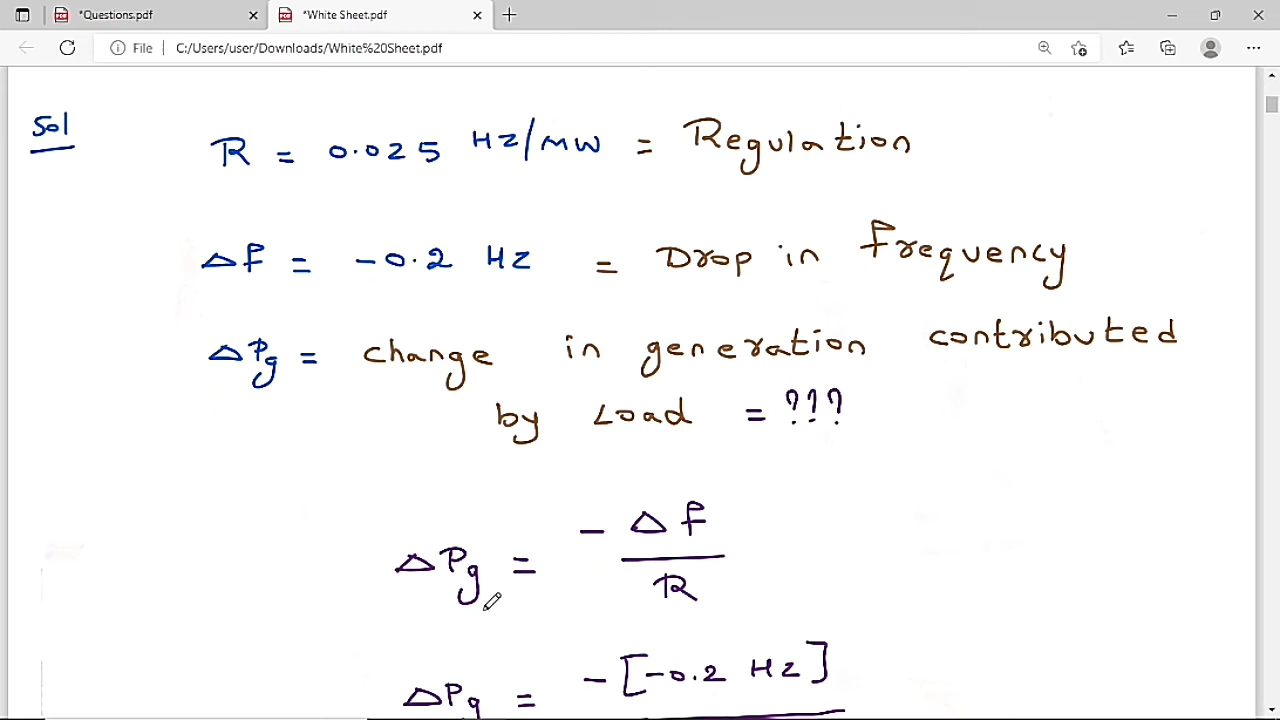 *Questions.pdf
*White Sheet.pdf
File C:/Users/user/Downloads/White%20Sheet.pdf
Sol
R = 0.025 HZ/MW = Regulation
Δf = -0.2 HZ = Drop in frequency
ΔPg = change in generation contributed
by Load = ???
ΔPg = - Δf
R
ΔPg = -[-0.2 HZ]